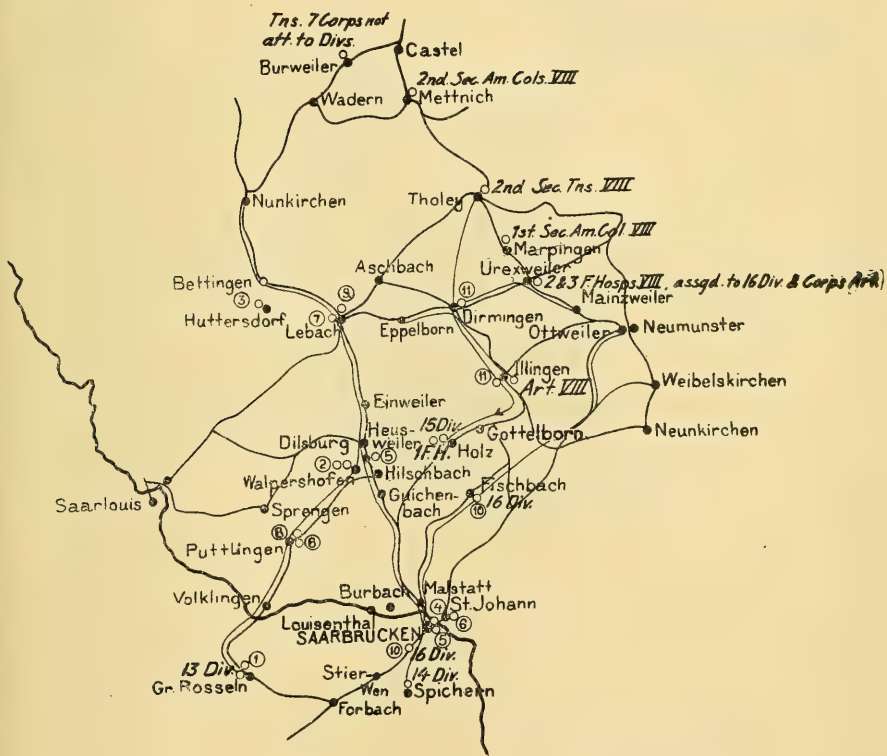 Tns. 7 Corps not
att. to Divs.
Castel
Burweiler
2nd. Sec. Am. Cols. VIII
Wadern
Mettnich
2nd. Sec. Tns. VIII
Nunkirchen
Tholey
1st. Sec. Am. Col. VIII
Marpingen
Aschbach
Urexweiler
Bettingen
2 & 3 F. Hosps VIII, assgd. to 16 Div. & Corps Art.)
3
9
11
Mainzweiler
Huttersdorf
7
Lebach
Eppelborn
Dirmingen
Ottweiler
Neumunster
11
Illingen
Art. VIII
Weibelskirchen
Einweiler
15 Div.
Gottelborn
Neunkirchen
Dilsburg
Heus-
weiler
1 F. H.
Holz
2
5
Walpershofen
Hilschbach
Saarlouis
Guichen-
bach
Fischbach
Sprengen
10
16 Div.
8
Puttlingen
6
Volklingen
Burbach
Malstatt
4
St. Johann
Louisenthal
SAARBRUCKEN
5
6
10
16 Div.
13 Div.
1
14 Div.
Gr. Rosseln
Stier-
Wen
Spichern
Forbach